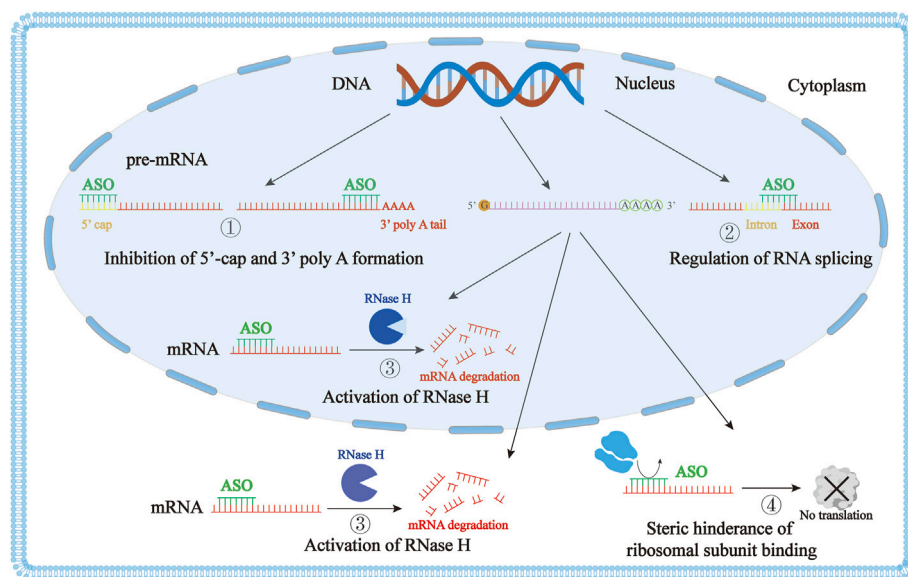 DNA
Nucleus
Cytoplasm
pre-mRNA
ASO
ASO
AAAA
5' cap
3' poly A tail
①
Inhibition of 5'-cap and 3' poly A formation
5' G AAAA 3'
ASO
②
Intron
Exon
Regulation of RNA splicing
mRNA
ASO
RNase H
③
mRNA degradation
Activation of RNase H
mRNA
ASO
RNase H
③
mRNA degradation
Activation of RNase H
ASO
④
No translation
Steric hinderance of
ribosomal subunit binding